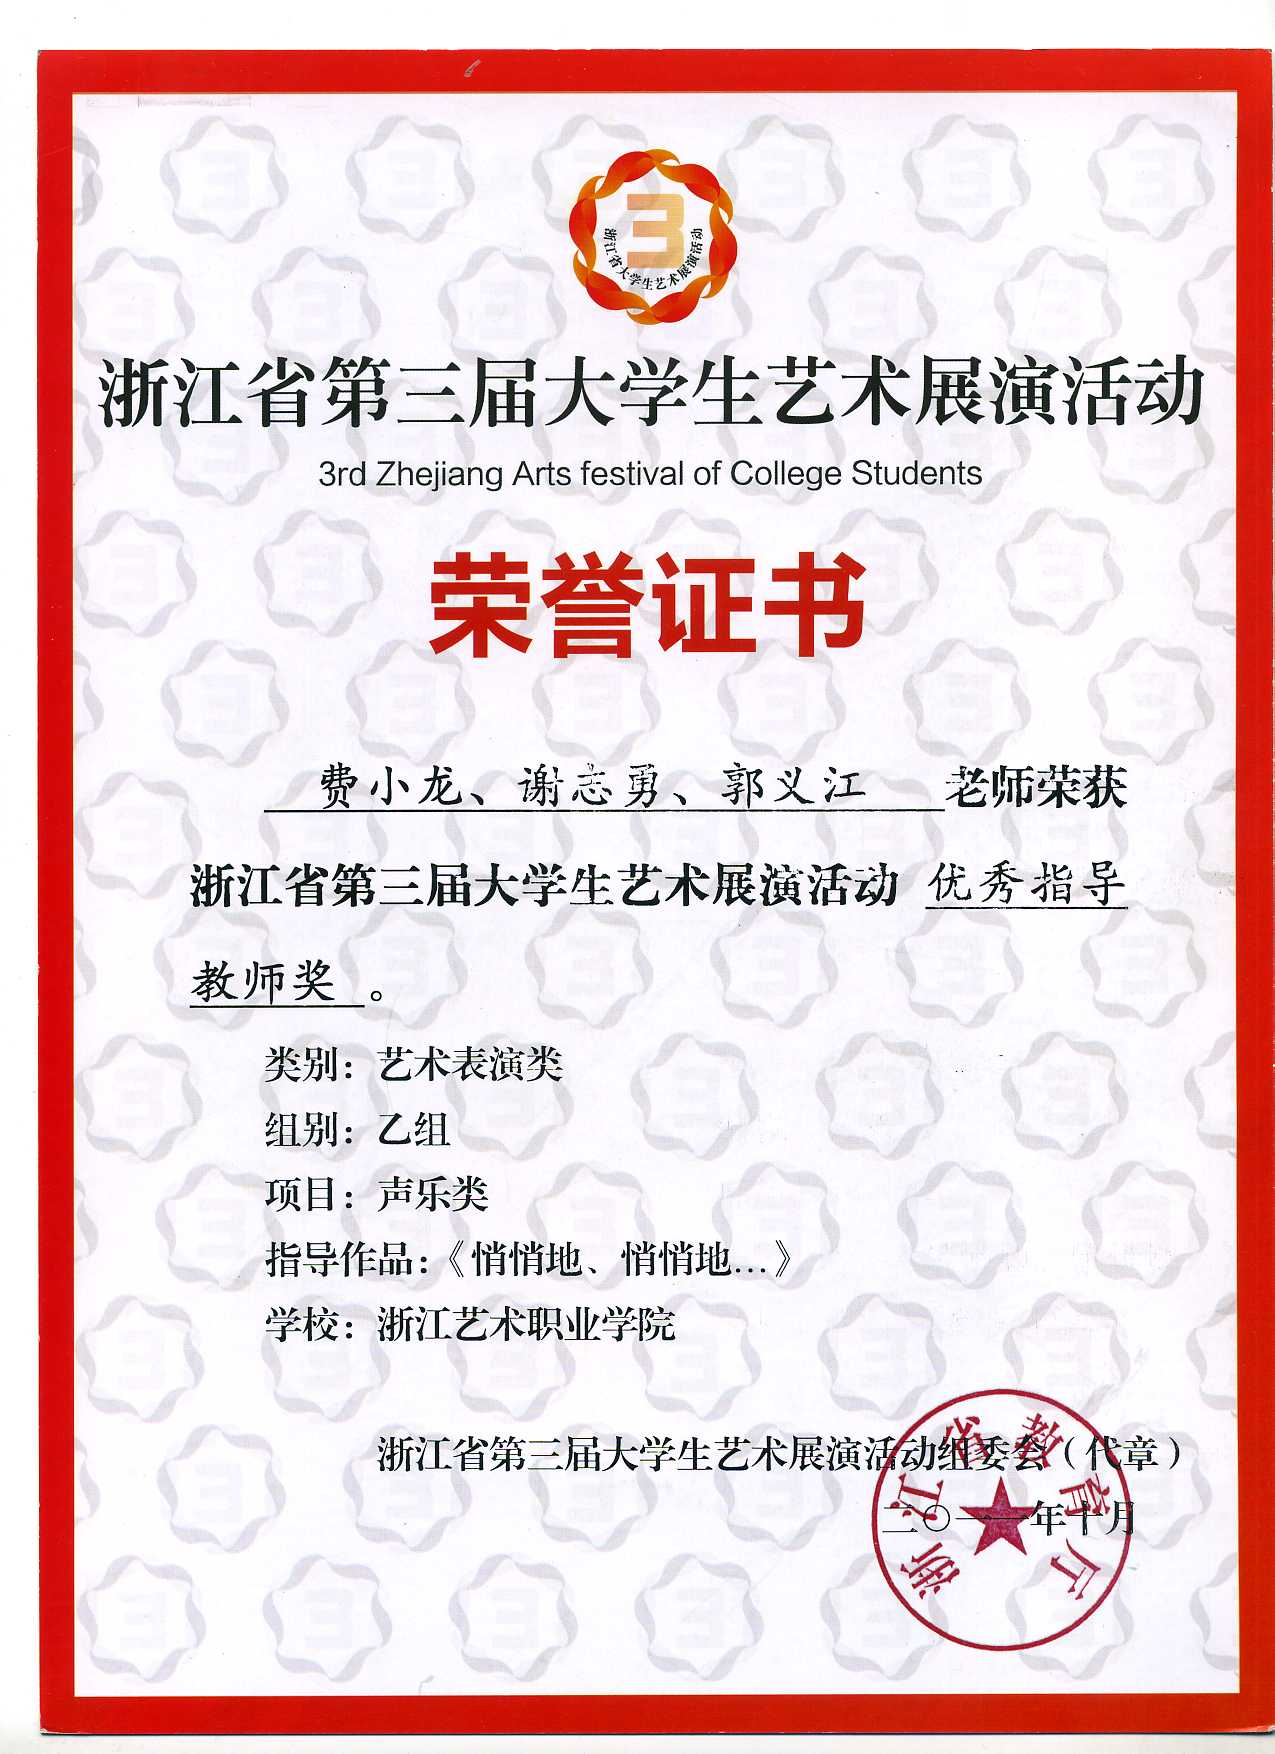 3
浙江省大学生艺术展演活动
浙江省第三届大学生艺术展演活动
3rd Zhejiang Arts festival of College Students
荣誉证书
费小龙、谢志勇、郭义江 老师荣获
浙江省第三届大学生艺术展演活动 优秀指导
教师奖 。
类别：艺术表演类
组别：乙组
项目：声乐类
指导作品：《悄悄地、悄悄地...》
学校：浙江艺术职业学院
浙江省第三届大学生艺术展演活动组委会（代章）
二〇一一年十月
浙江省教育厅